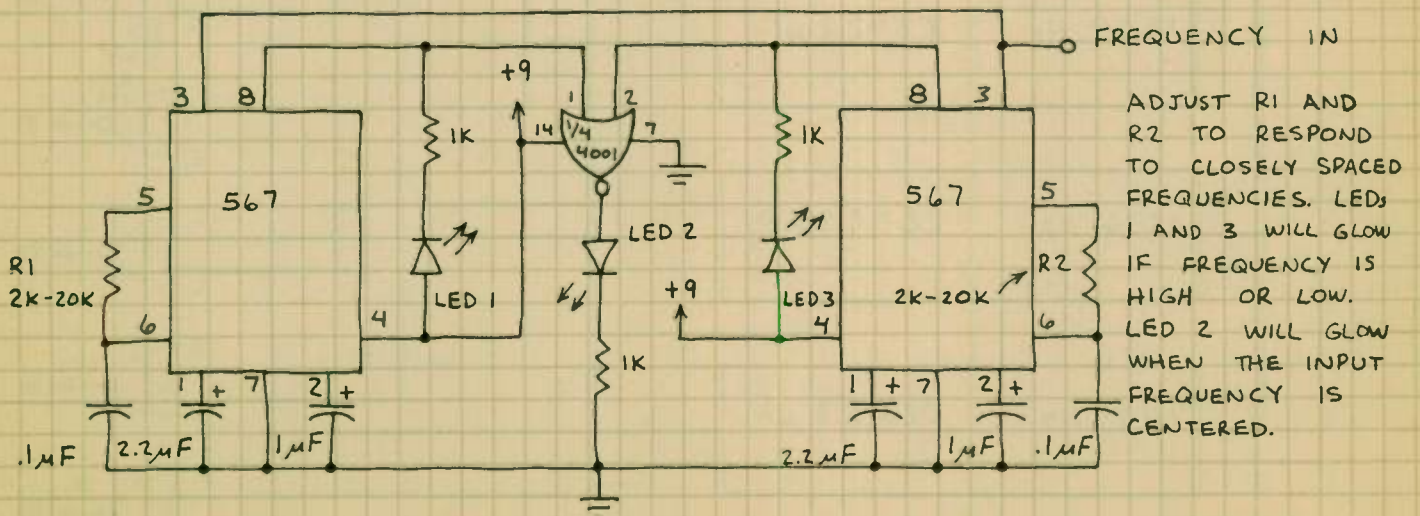 FREQUENCY IN
+9
3 8
1 2
8 3
14 1/4 7
4001
1K
1K
ADJUST R1 AND
R2 TO RESPOND
TO CLOSELY SPACED
FREQUENCIES. LEDs
1 AND 3 WILL GLOW
IF FREQUENCY IS
HIGH OR LOW.
LED 2 WILL GLOW
WHEN THE INPUT
FREQUENCY IS
CENTERED.
5
567
567
5
LED 2
R1
2K-20K
LED 1
+9
LED3
2K-20K
R2
6
4
4
6
1K
1 + 7 2 +
1 + 7 2 +
.1µF 2.2µF 1µF
2.2µF 1µF .1µF